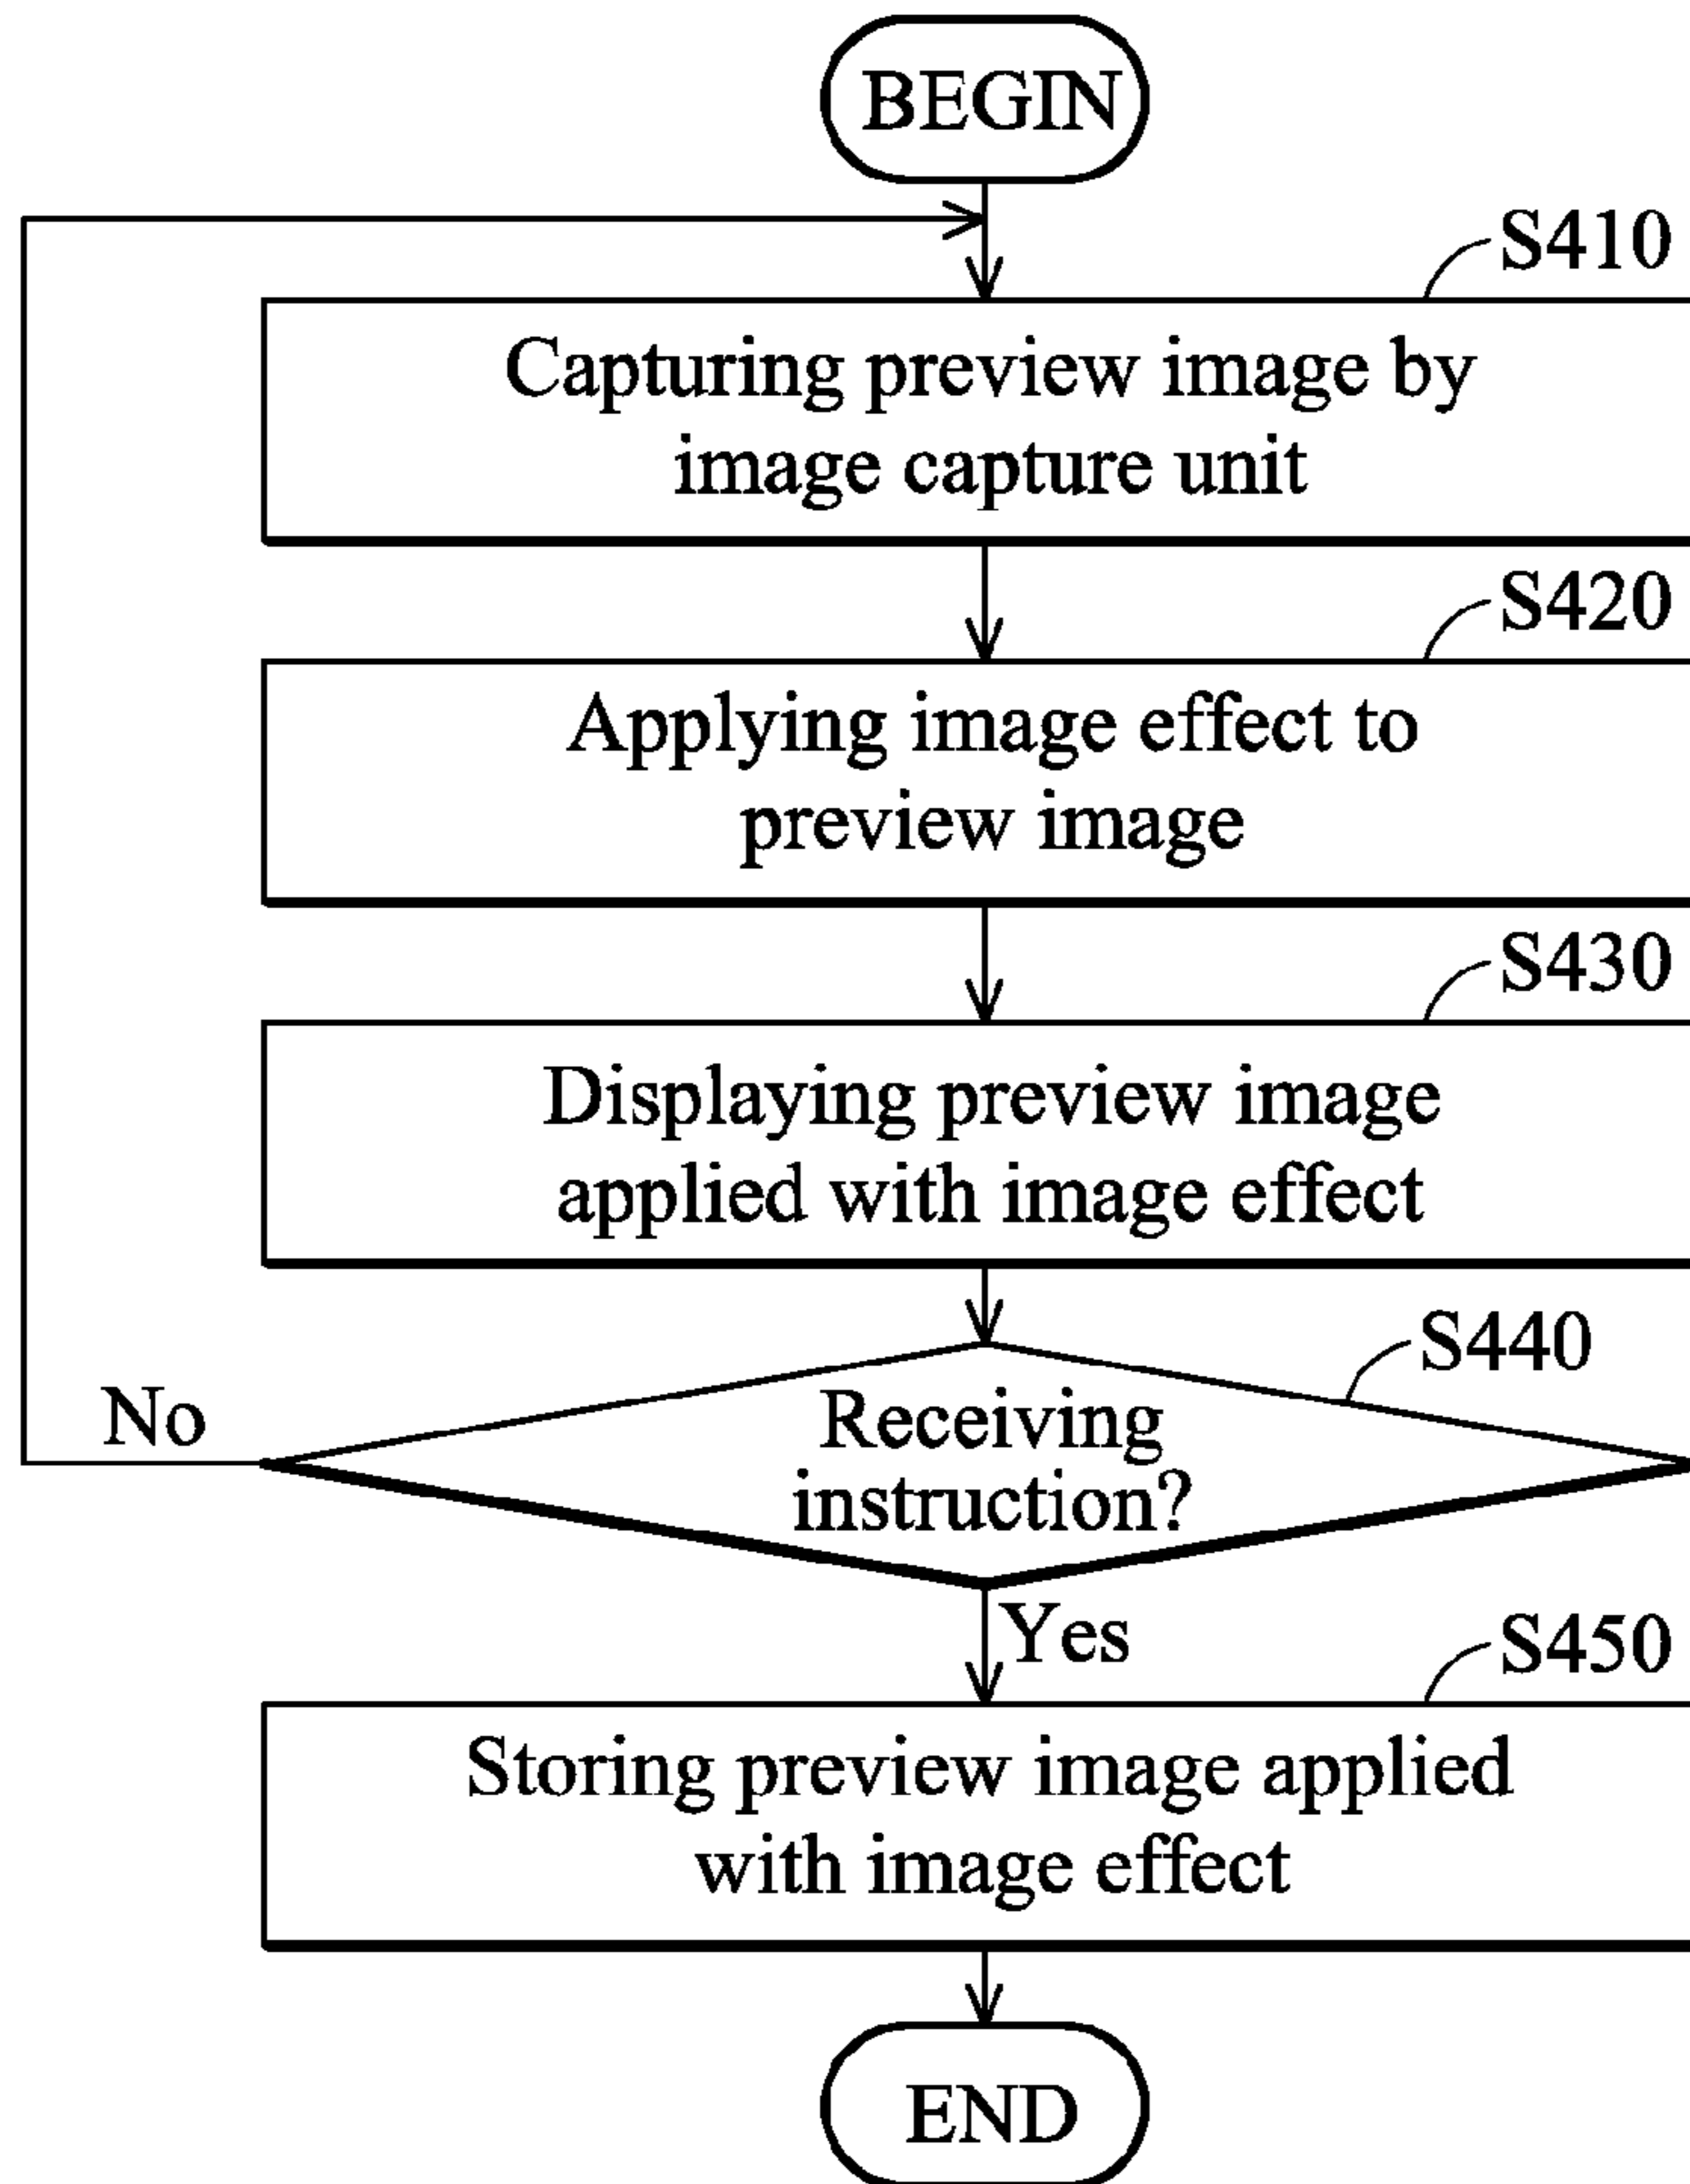 BEGIN
S410
Capturing preview image by
image capture unit
S420
Applying image effect to
preview image
S430
Displaying preview image
applied with image effect
S440
No
Receiving
instruction?
Yes
S450
Storing preview image applied
with image effect
END